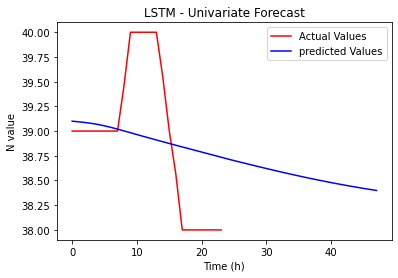 LSTM - Univariate Forecast
Actual Values
predicted Values
N value
40.00
39.75
39.50
39.25
39.00
38.75
38.50
38.25
38.00
0
10
20
30
40
Time (h)